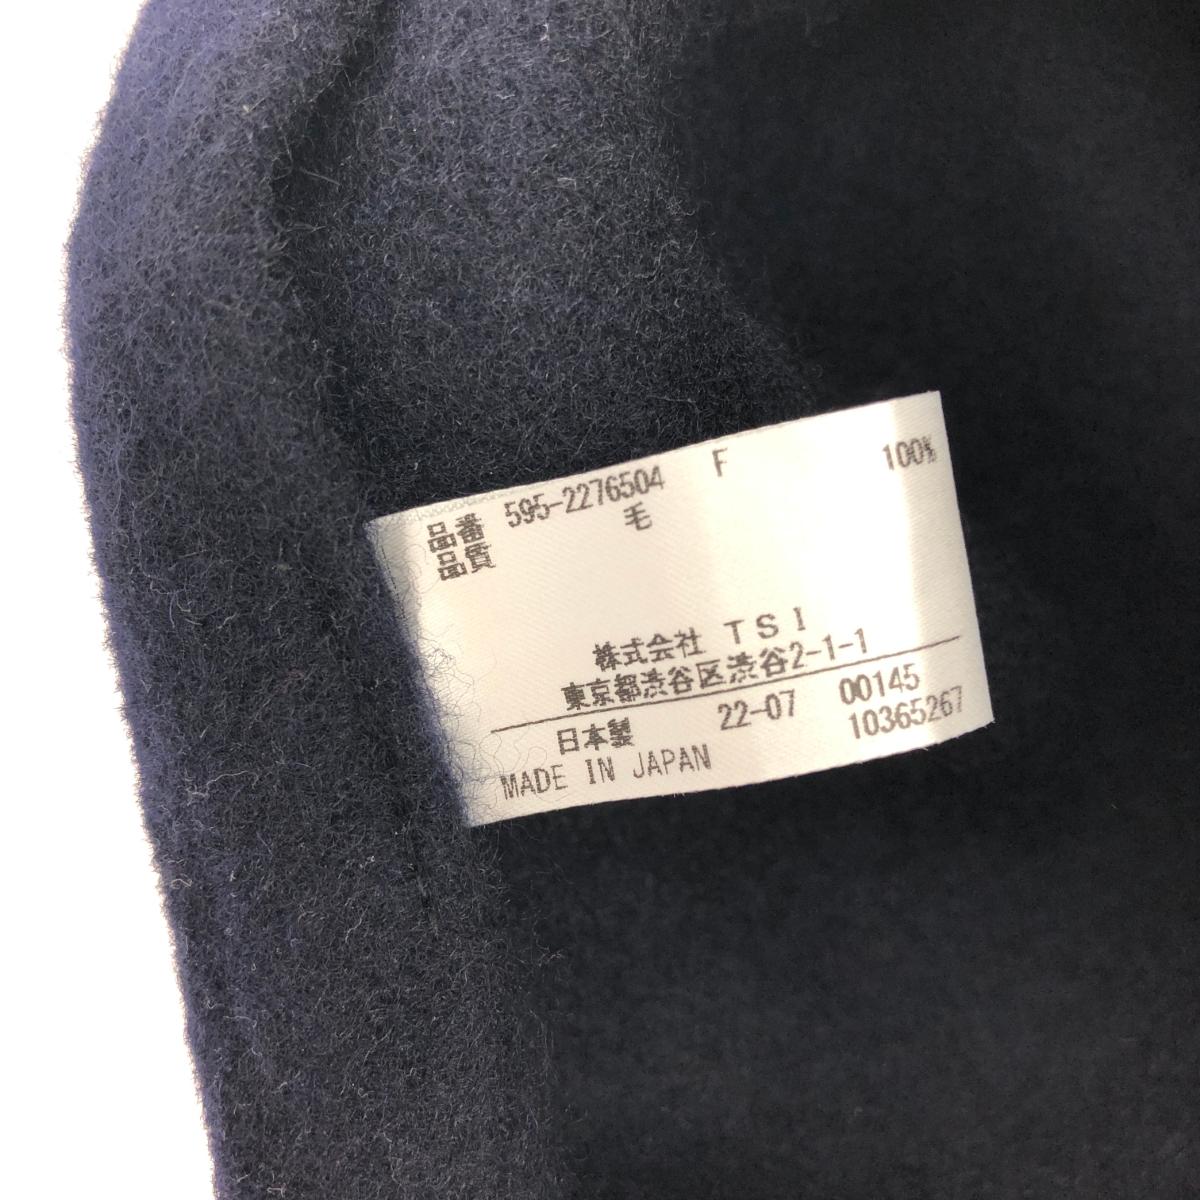 品番 595-2276504 F
品質 毛 100%
株式会社 TSI
東京都渋谷区渋谷2-1-1
日本製 22-07 00145
MADE IN JAPAN 10365267